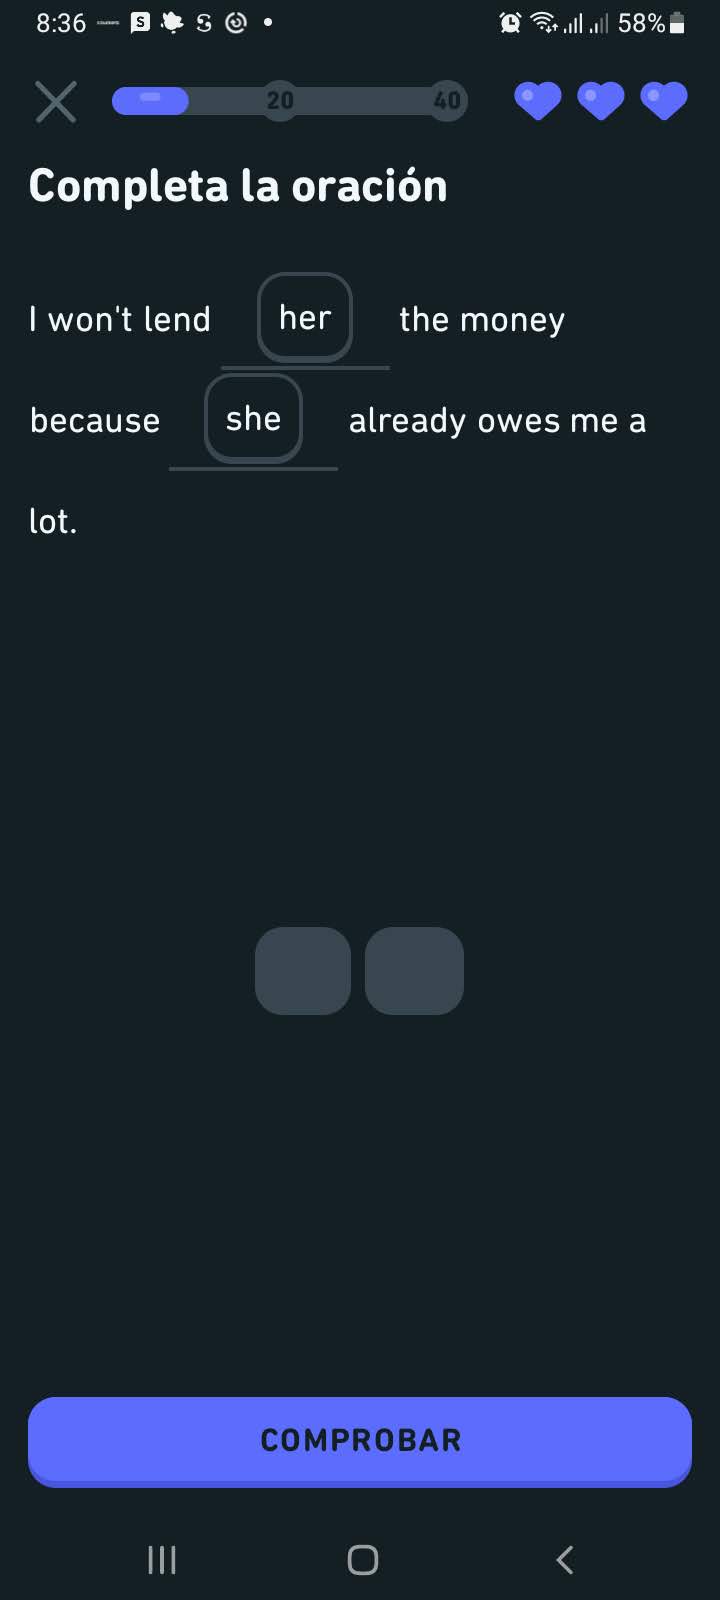 8:36 S 58%
20 40
Completa la oración
I won't lend her the money
because she already owes me a
lot.
COMPROBAR